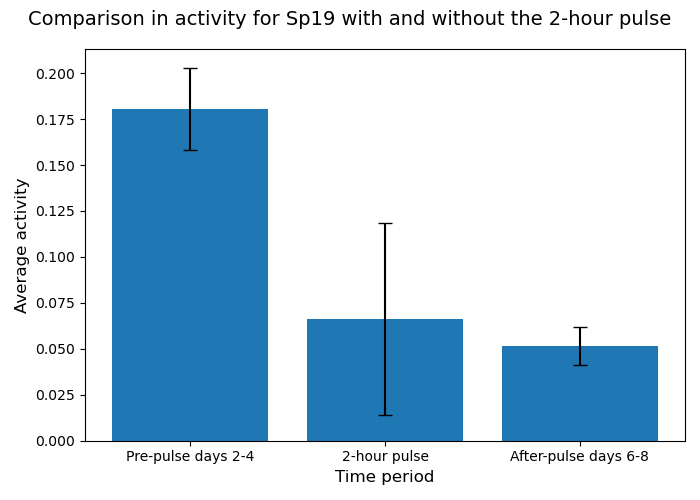 Comparison in activity for Sp19 with and without the 2-hour pulse
Average activity
0.200
0.175
0.150
0.125
0.100
0.075
0.050
0.025
0.000
Pre-pulse days 2-4
2-hour pulse
After-pulse days 6-8
Time period